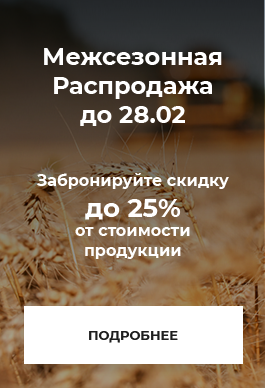 Межсезонная
Распродажа
до 28.02
Забронируйте скидку
до 25%
от стоимости
продукции
ПОДРОБНЕЕ